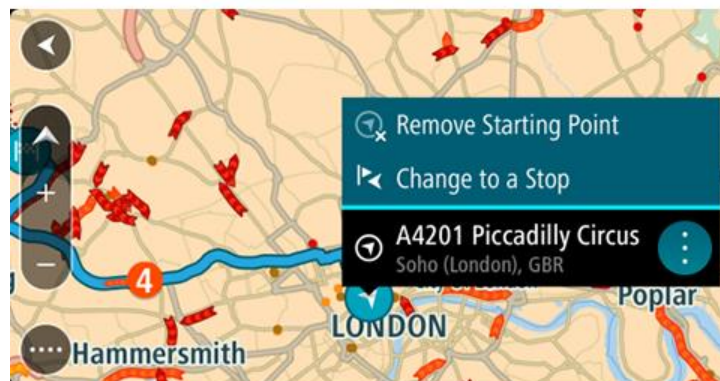 Remove Starting Point
Change to a Stop
A4201 Piccadilly Circus
Soho (London), GBR
4
Poplar
LONDON
Hammersmith